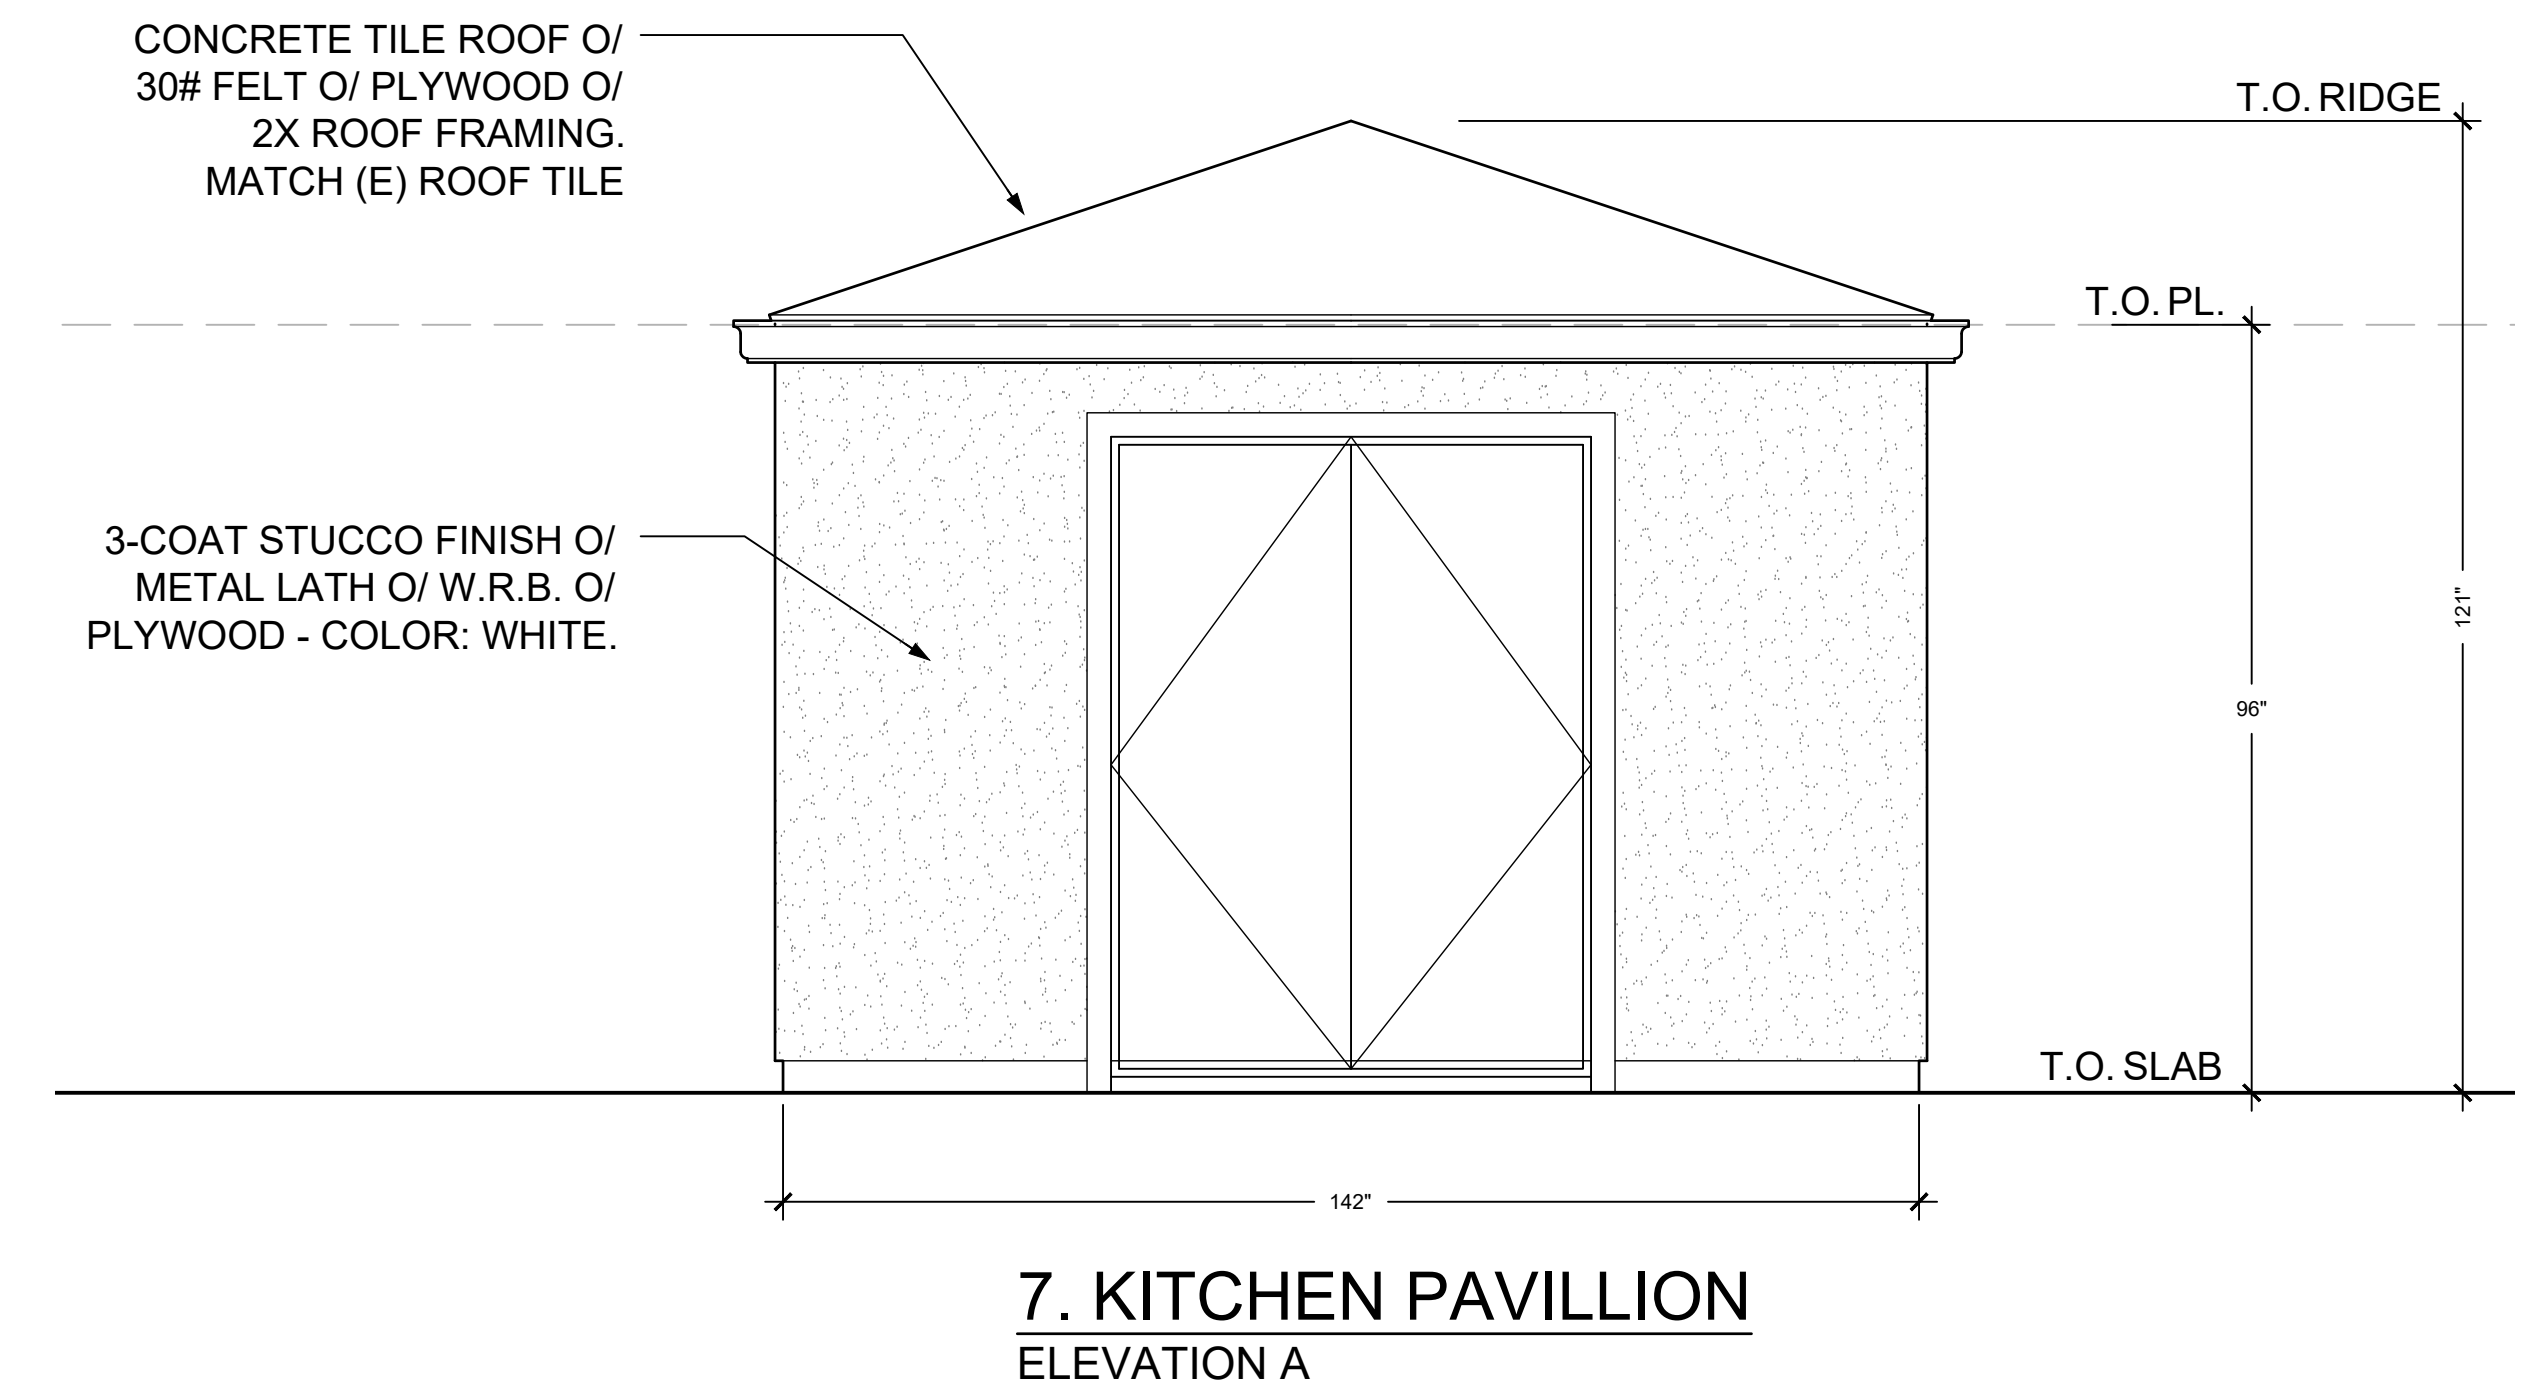 CONCRETE TILE ROOF O/
30# FELT O/ PLYWOOD O/
2X ROOF FRAMING.
MATCH (E) ROOF TILE
T.O. RIDGE
T.O. PL.
3-COAT STUCCO FINISH O/
METAL LATH O/ W.R.B. O/
PLYWOOD - COLOR: WHITE.
121"
96"
T.O. SLAB
142"
7. KITCHEN PAVILLION
ELEVATION A